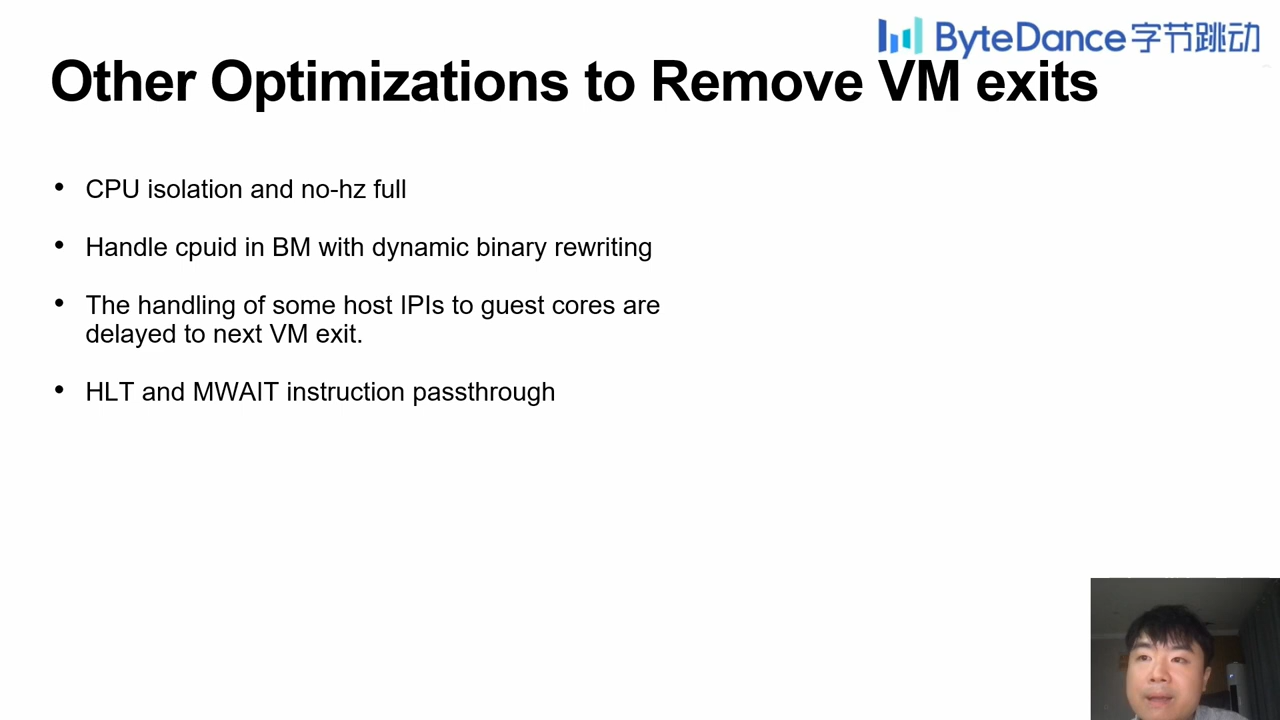 ByteDance字节跳动
Other Optimizations to Remove VM exits
• CPU isolation and no-hz full
• Handle cpuid in BM with dynamic binary rewriting
• The handling of some host IPIs to guest cores are
delayed to next VM exit.
• HLT and MWAIT instruction passthrough